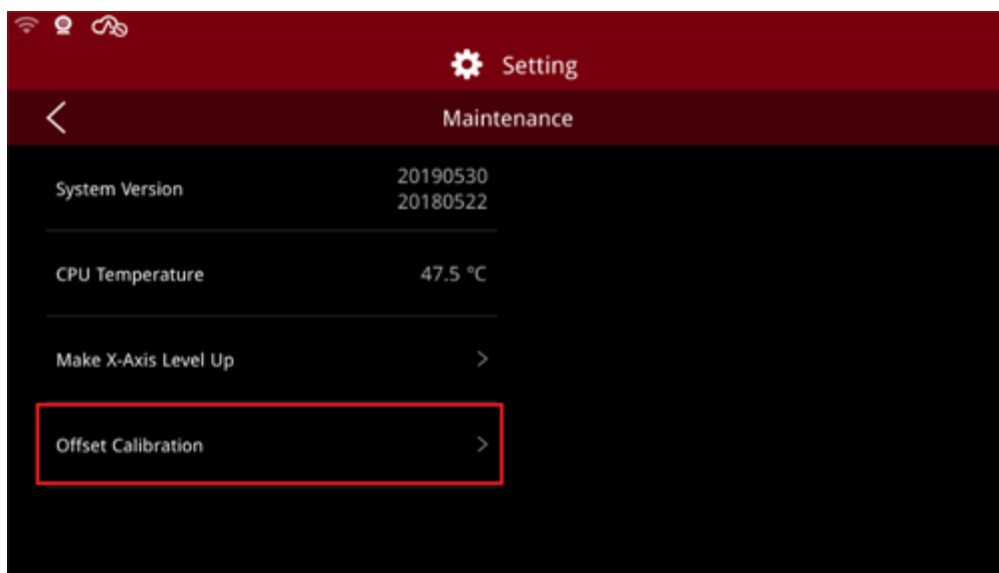 Setting
Maintenance
System Version
20190530
20180522
CPU Temperature
47.5 °C
Make X-Axis Level Up
Offset Calibration